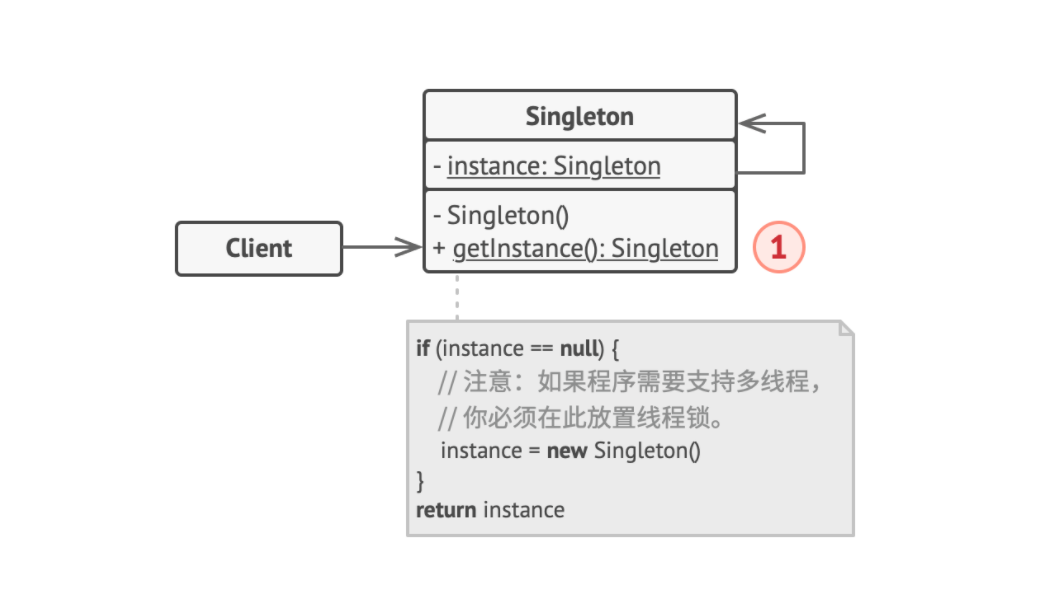 Singleton
- instance: Singleton
- Singleton()
Client
+ getInstance(): Singleton
1
if (instance == null) {
// 注意：如果程序需要支持多线程，
// 你必须在此放置线程锁。
instance = new Singleton()
}
return instance